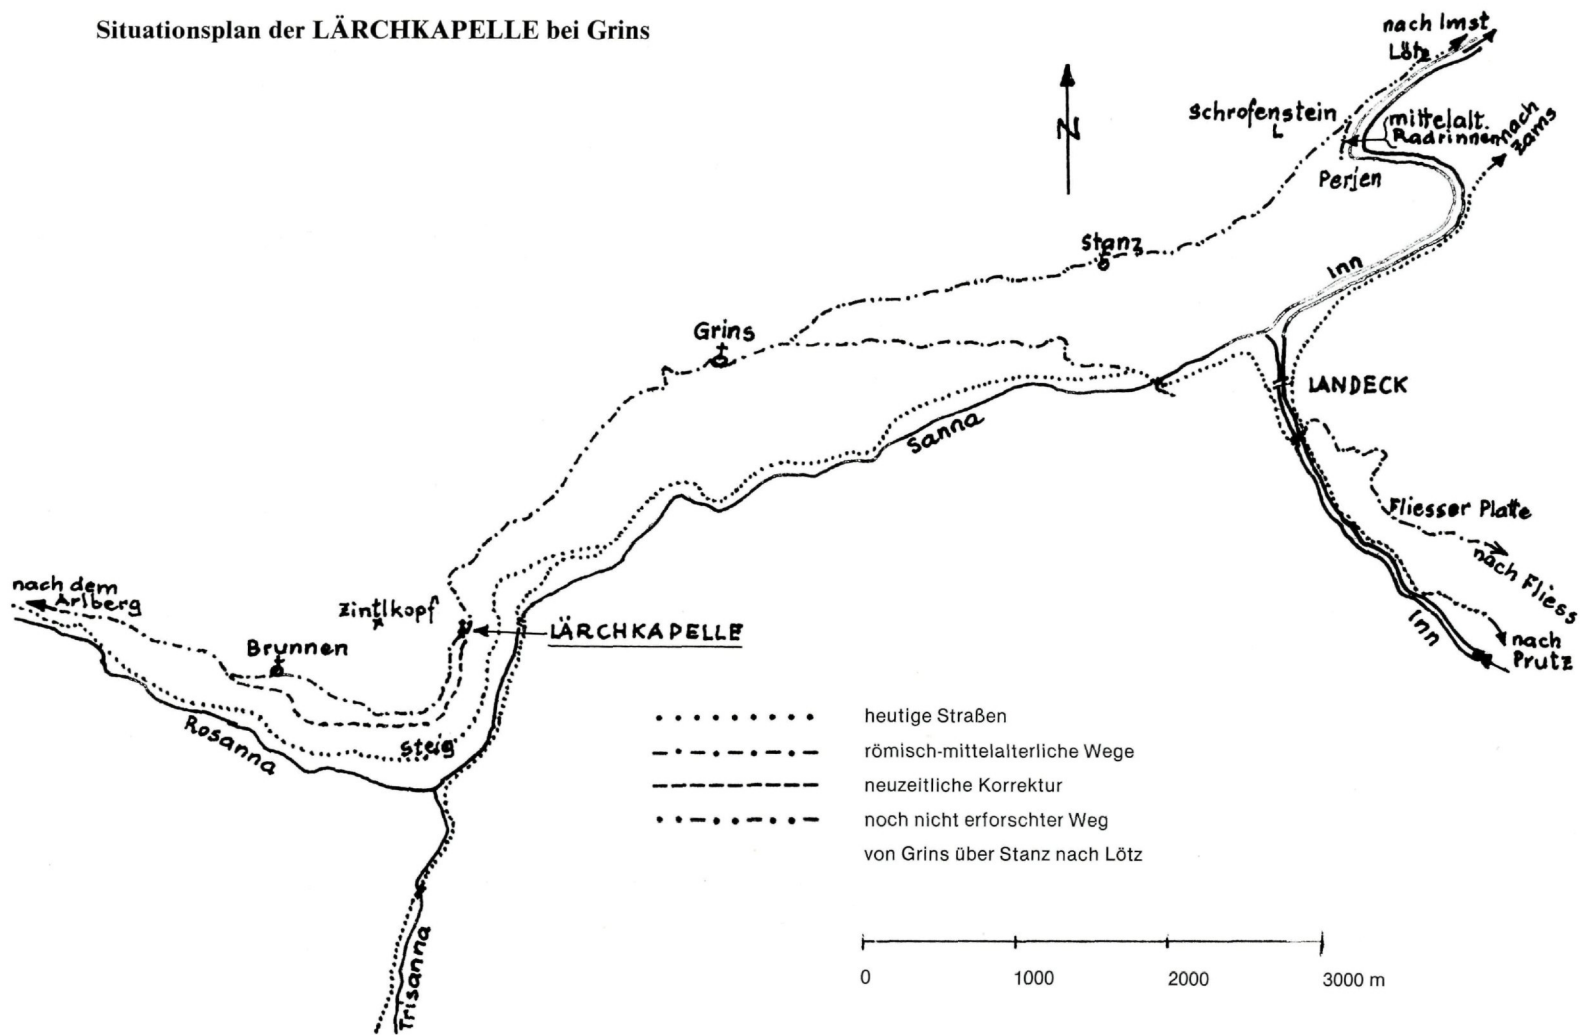 Situationsplan der LÄRCHKAPELLE bei Grins
nach Imst
Lötz
N
Schrofenstein
mittelalt.
Radrinnen
nach
Zams
Perjen
Stanz
Inn
Grins
LANDECK
Sanna
Fliesser Platte
nach Fliess
nach dem
Arlberg
Zintlkopf
LÄRCHKAPELLE
Inn
nach
Prutz
Brunnen
Rosanna
Steig
Trisanna
heutige Straßen
römisch-mittelalterliche Wege
neuzeitliche Korrektur
noch nicht erforschter Weg
von Grins über Stanz nach Lötz
0 1000 2000 3000 m